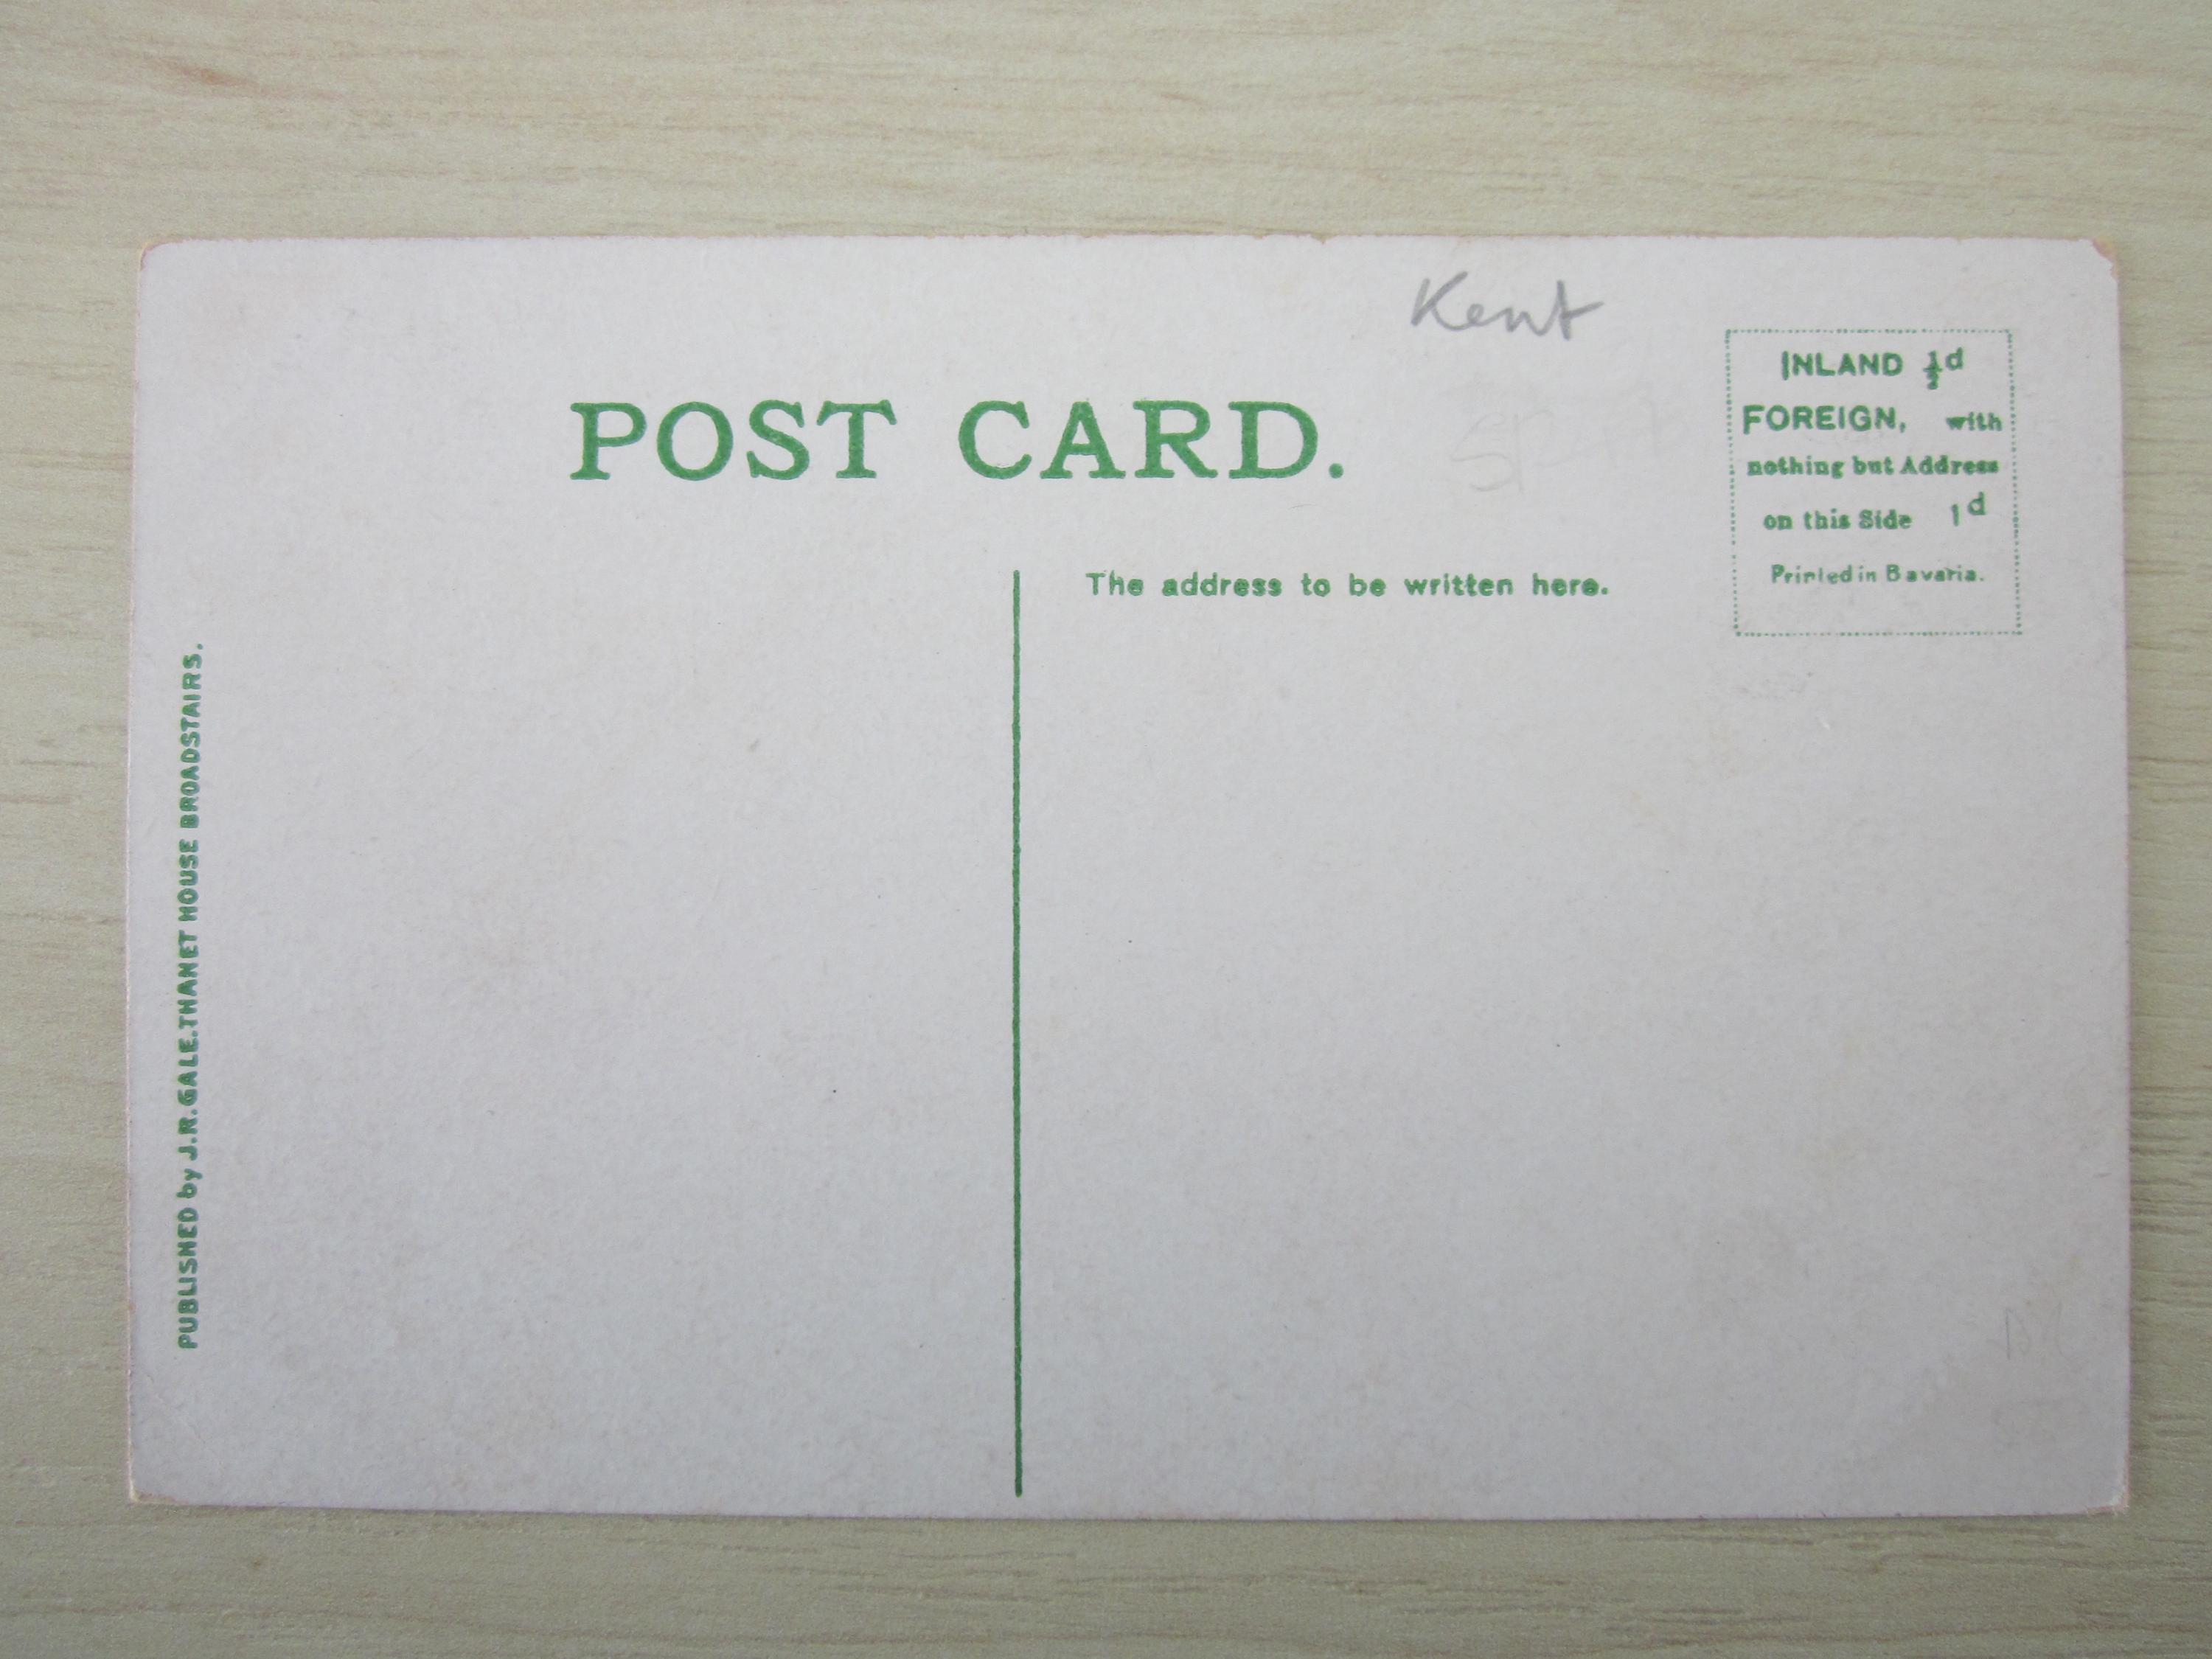 Kent
POST CARD.
INLAND ½d
FOREIGN, with
nothing but Address
on this Side 1d
Printed in Bavaria.
The address to be written here.
PUBLISHED by J.R.GALE.THANET HOUSE BROADSTAIRS.